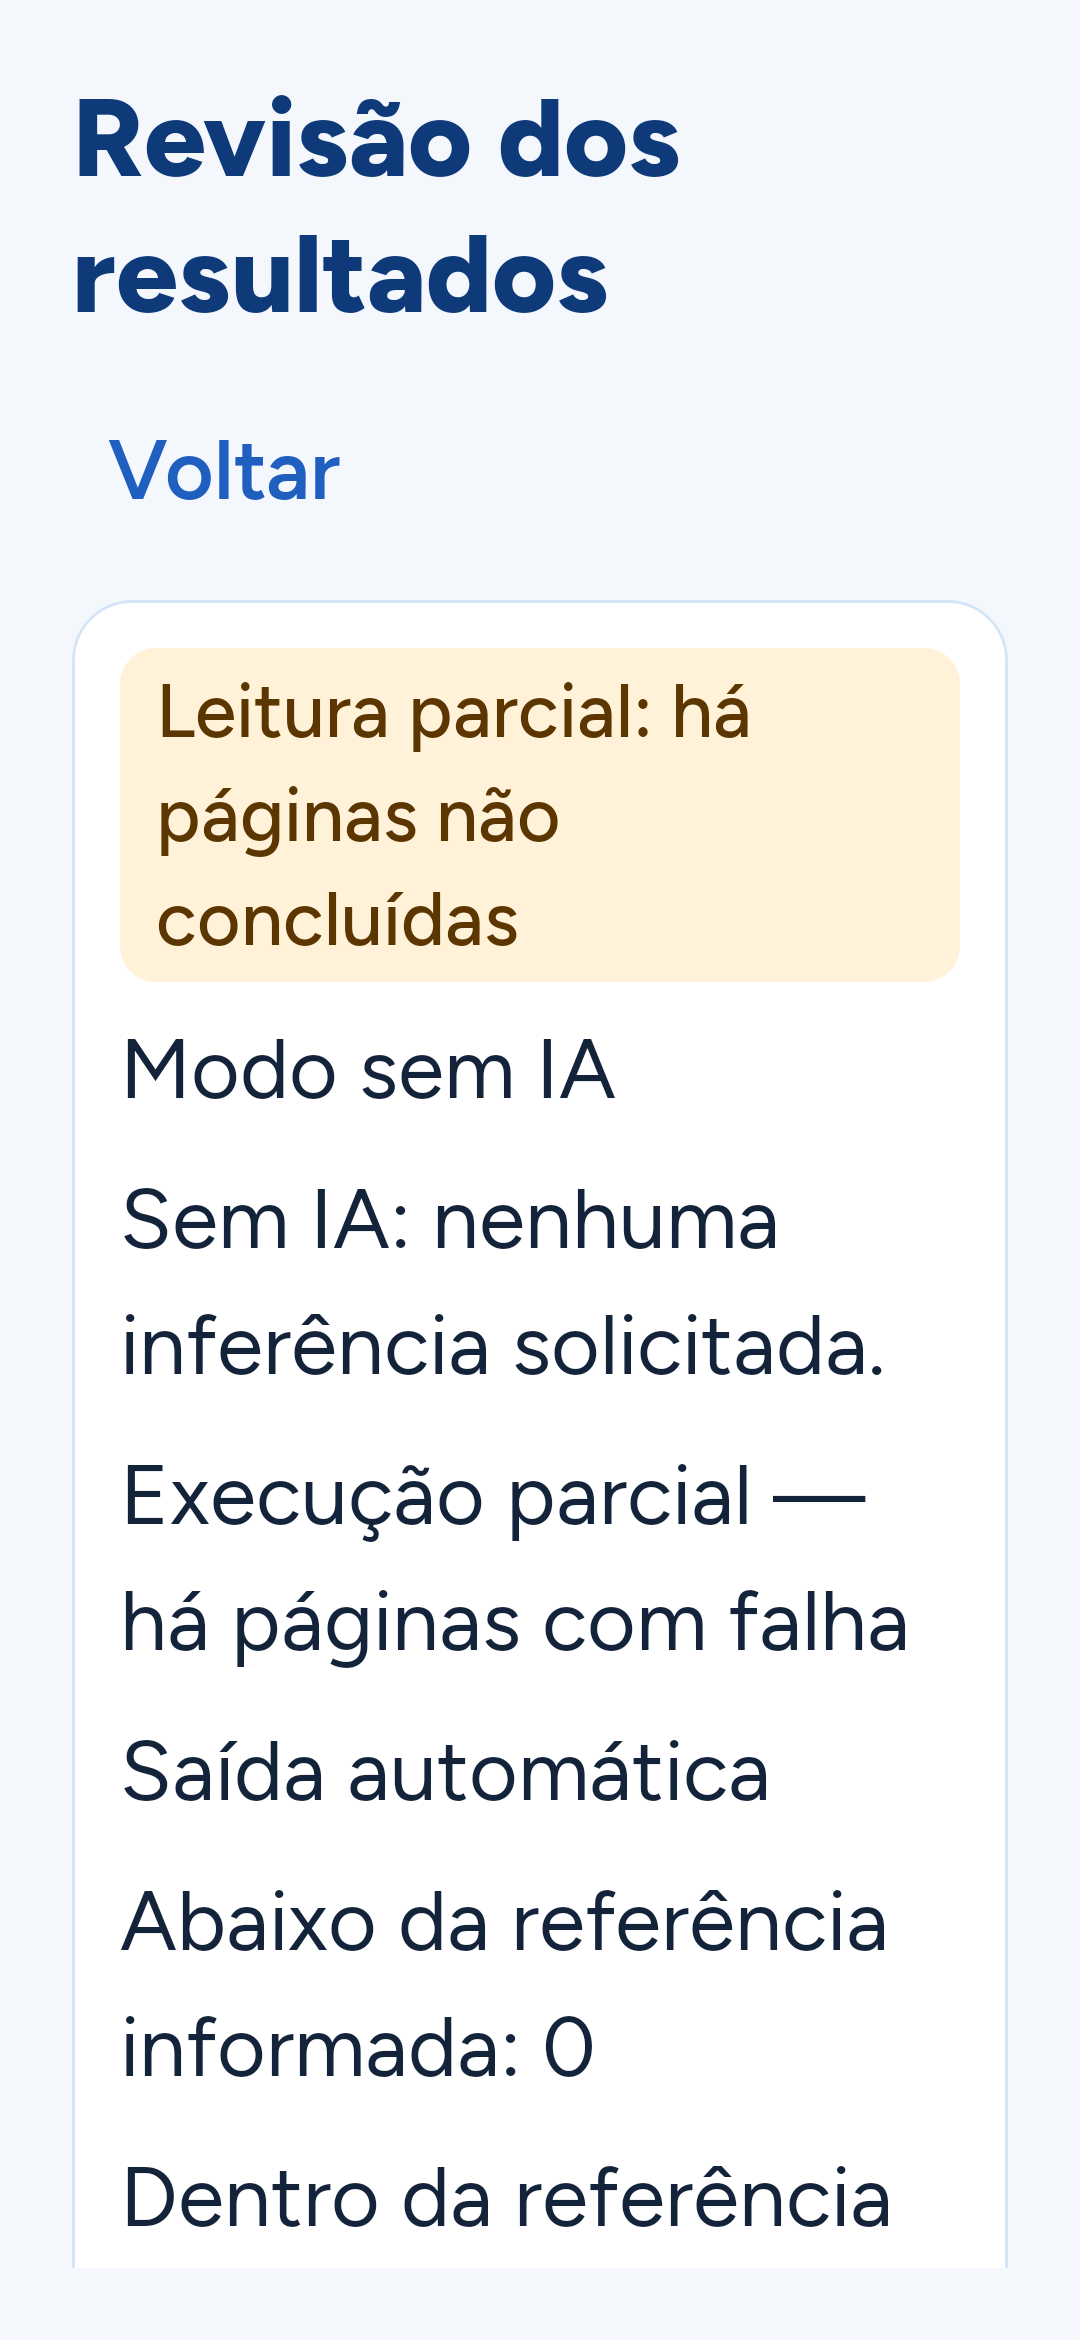 Revisão dos
resultados
Voltar
Leitura parcial: há
páginas não
concluídas
Modo sem IA
Sem IA: nenhuma
inferência solicitada.
Execução parcial —
há páginas com falha
Saída automática
Abaixo da referência
informada: 0
Dentro da referência